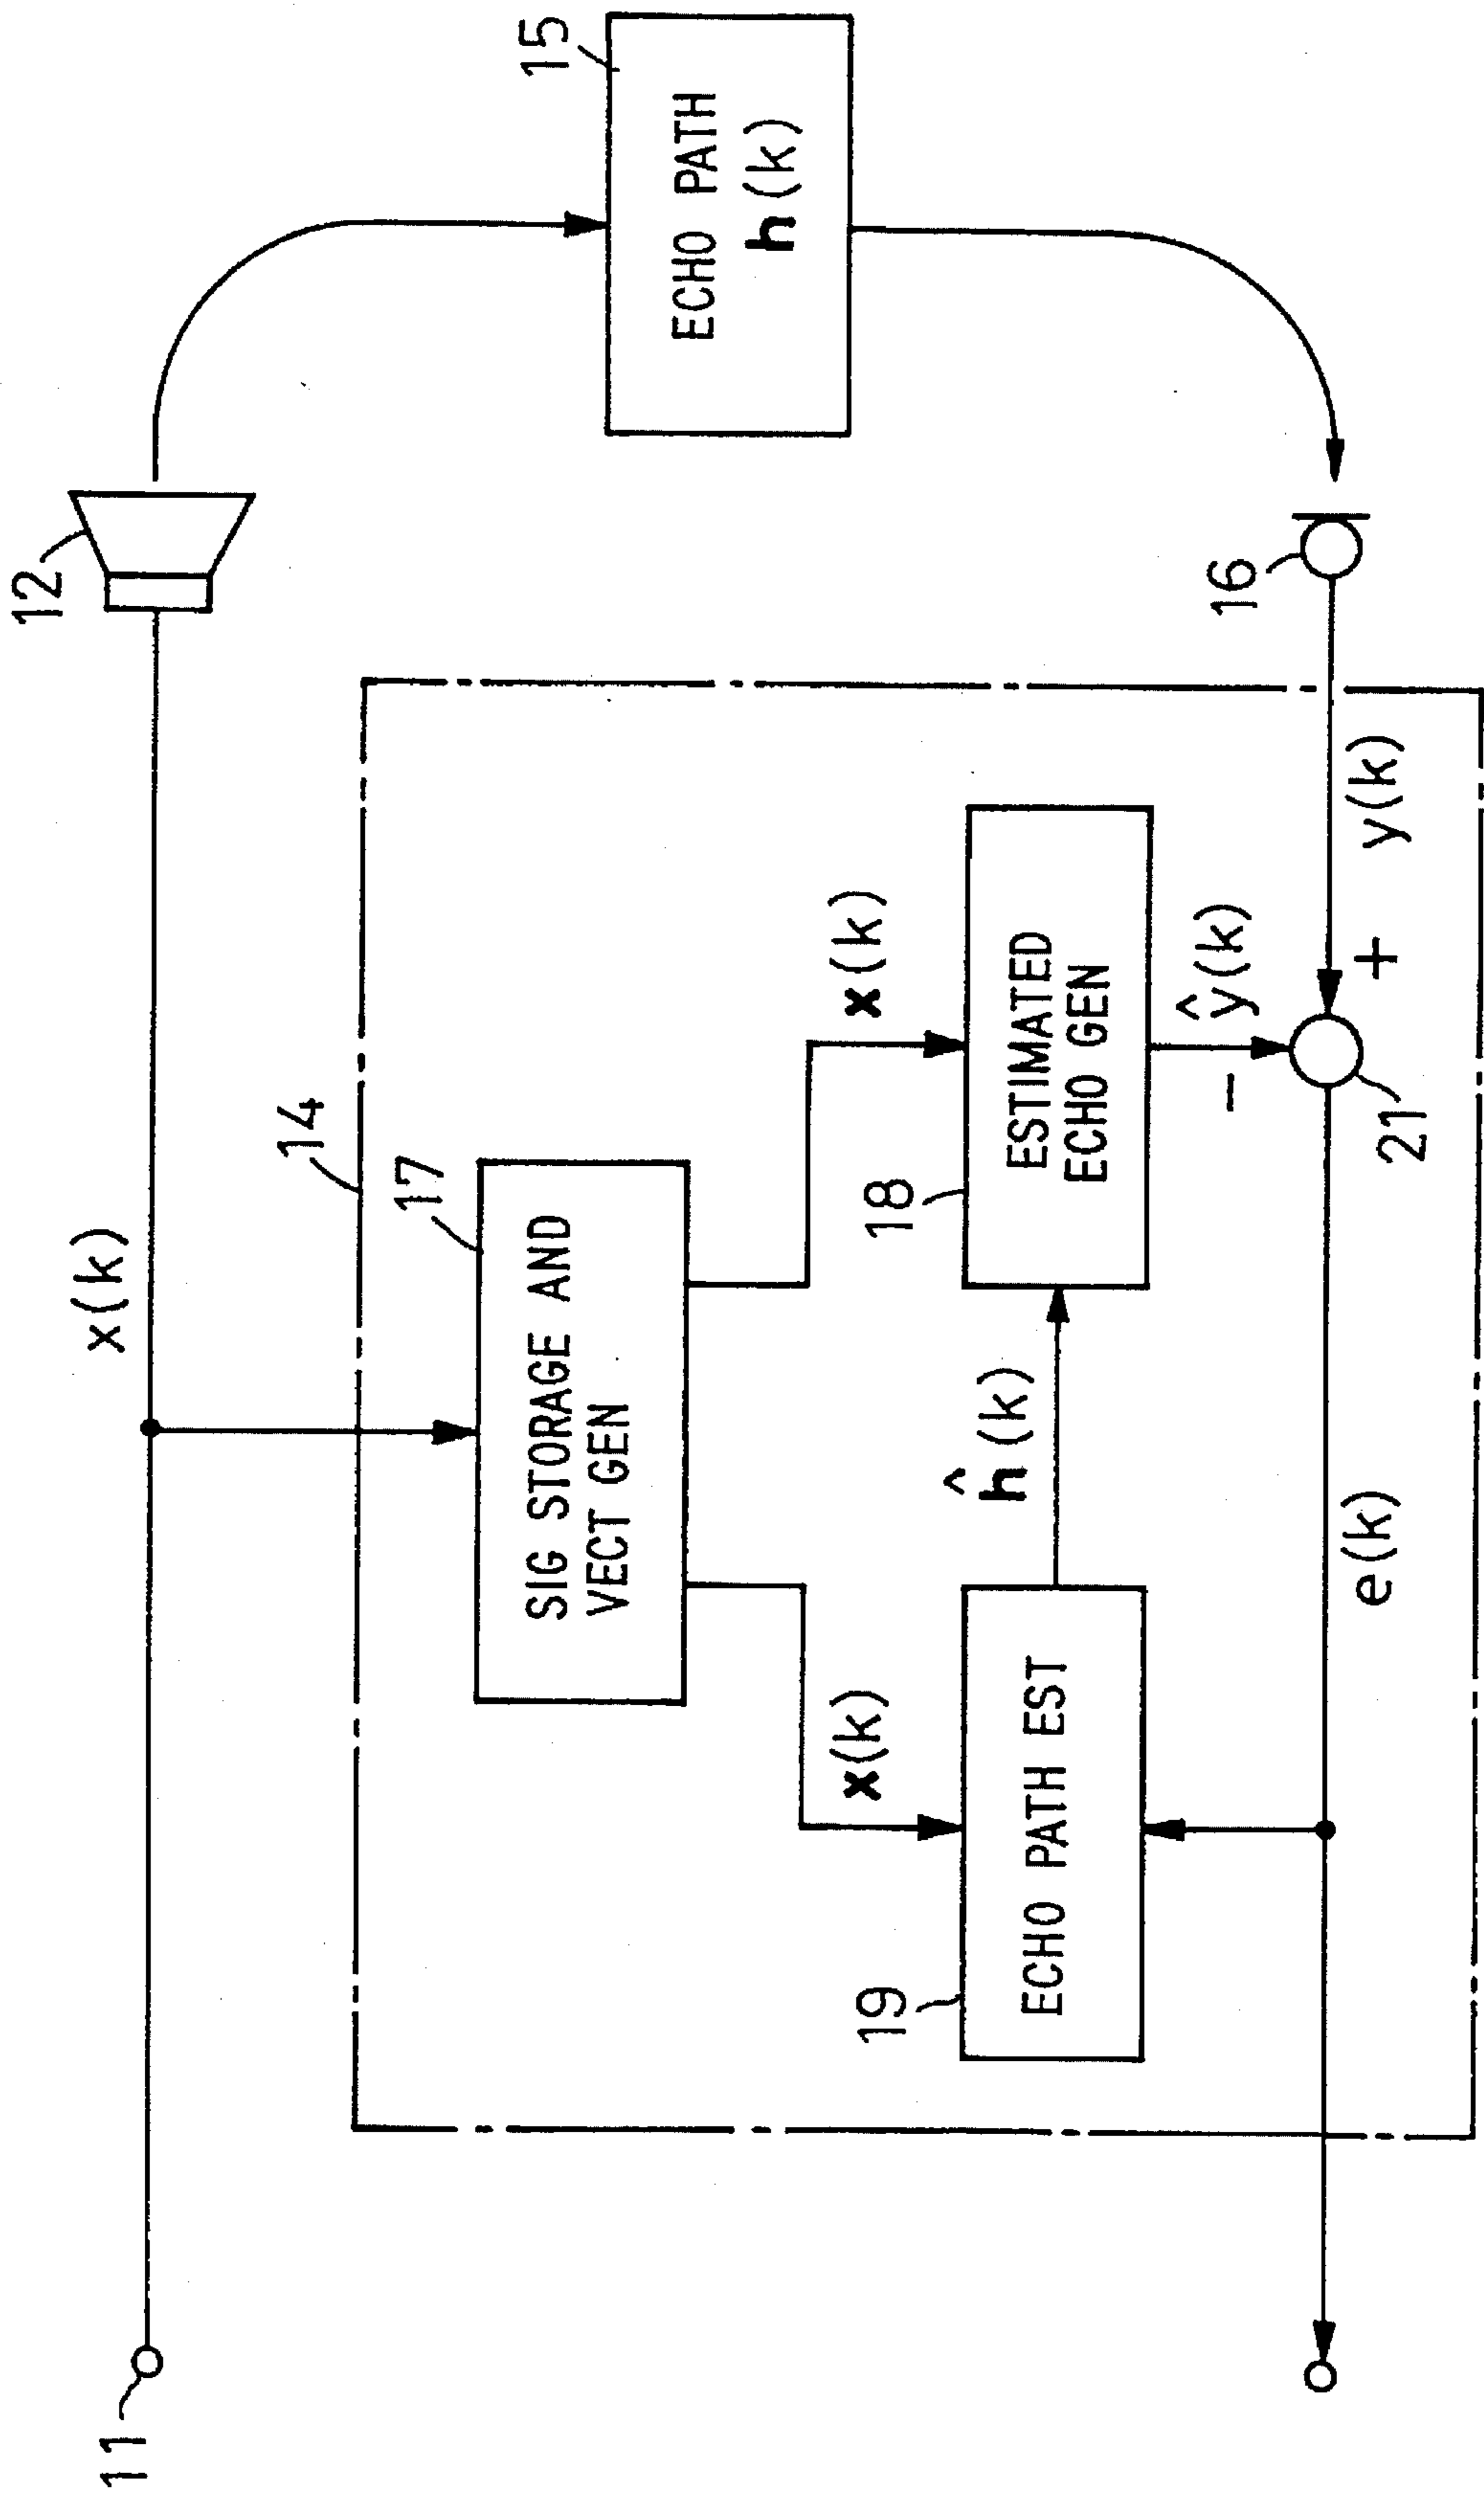 11
x(k)
12
14
17
SIG STORAGE AND
VECT GEN
15
ECHO PATH
𝐡(k)
𝐱(k)
𝐱(k)
19
ECHO PATH EST
𝐡̂(k)
18
ESTIMATED
ECHO GEN
16
ŷ(k)
−
e(k)
21
+
y(k)